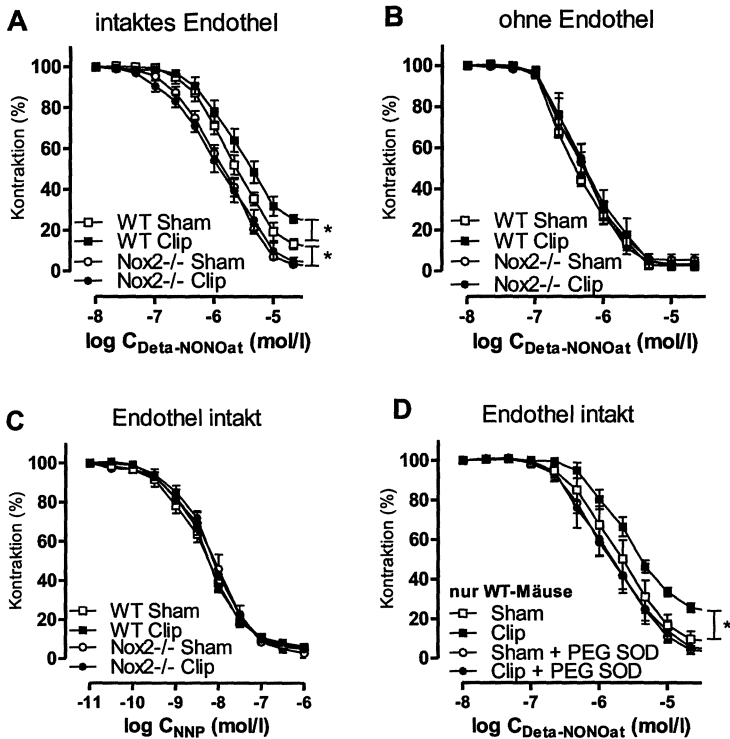 A
intaktes Endothel
Kontraktion (%)
100
80
60
40
20
0
WT Sham
WT Clip
Nox2-/- Sham
Nox2-/- Clip
*
*
-8
-7
-6
-5
log C Deta-NONOat (mol/l)
B
ohne Endothel
Kontraktion (%)
100
80
60
40
20
0
WT Sham
WT Clip
Nox2-/- Sham
Nox2-/- Clip
-8
-7
-6
-5
log C Deta-NONOat (mol/l)
C
Endothel intakt
Kontraktion (%)
100
80
60
40
20
0
WT Sham
WT Clip
Nox2-/- Sham
Nox2-/- Clip
-11
-10
-9
-8
-7
-6
log C NNP (mol/l)
D
Endothel intakt
Kontraktion (%)
100
80
60
40
20
0
nur WT-Mäuse
Sham
Clip
Sham + PEG SOD
Clip + PEG SOD
*
-8
-7
-6
-5
log C Deta-NONOat (mol/l)